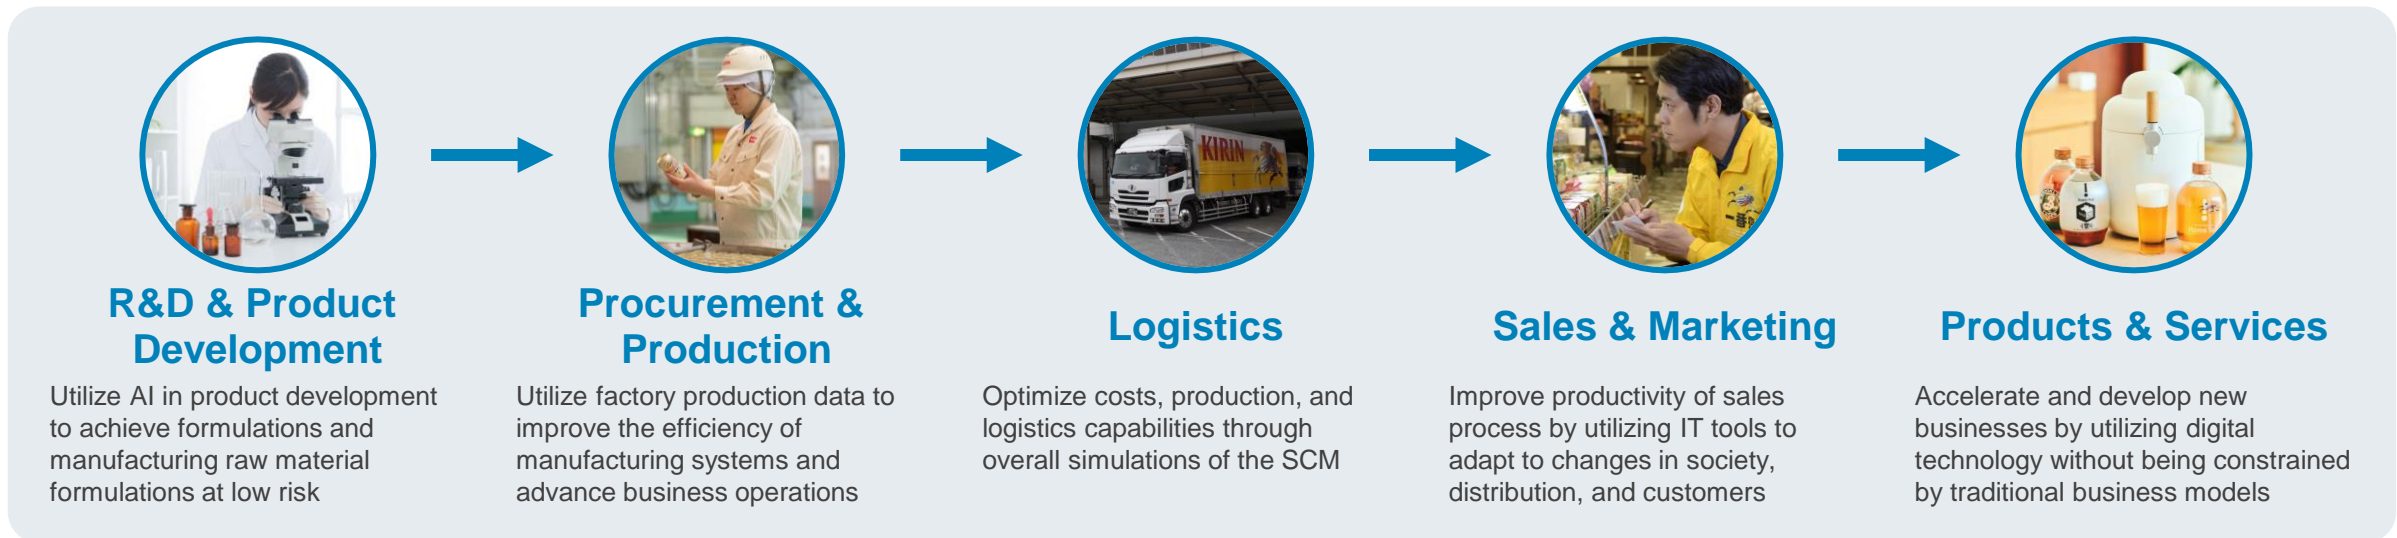 R&D & Product
Development
Utilize AI in product development
to achieve formulations and
manufacturing raw material
formulations at low risk
Procurement &
Production
Utilize factory production data to
improve the efficiency of
manufacturing systems and
advance business operations
KIRIN
Logistics
Optimize costs, production, and
logistics capabilities through
overall simulations of the SCM
一番
Sales & Marketing
Improve productivity of sales
process by utilizing IT tools to
adapt to changes in society,
distribution, and customers
Products & Services
Accelerate and develop new
businesses by utilizing digital
technology without being constrained
by traditional business models